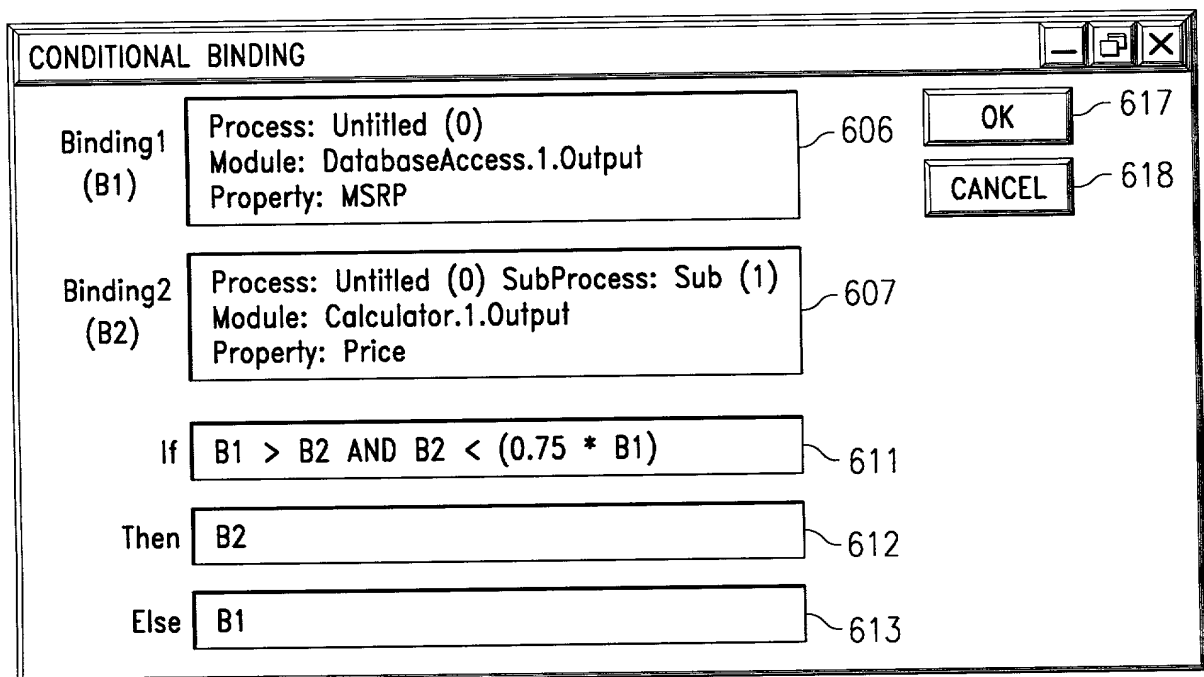 CONDITIONAL BINDING
Binding1
(B1)
Process: Untitled (0)
Module: DatabaseAccess.1.Output
Property: MSRP
606
OK
617
CANCEL
618
Binding2
(B2)
Process: Untitled (0) SubProcess: Sub (1)
Module: Calculator.1.Output
Property: Price
607
If
B1 > B2 AND B2 < (0.75 * B1)
611
Then
B2
612
Else
B1
613